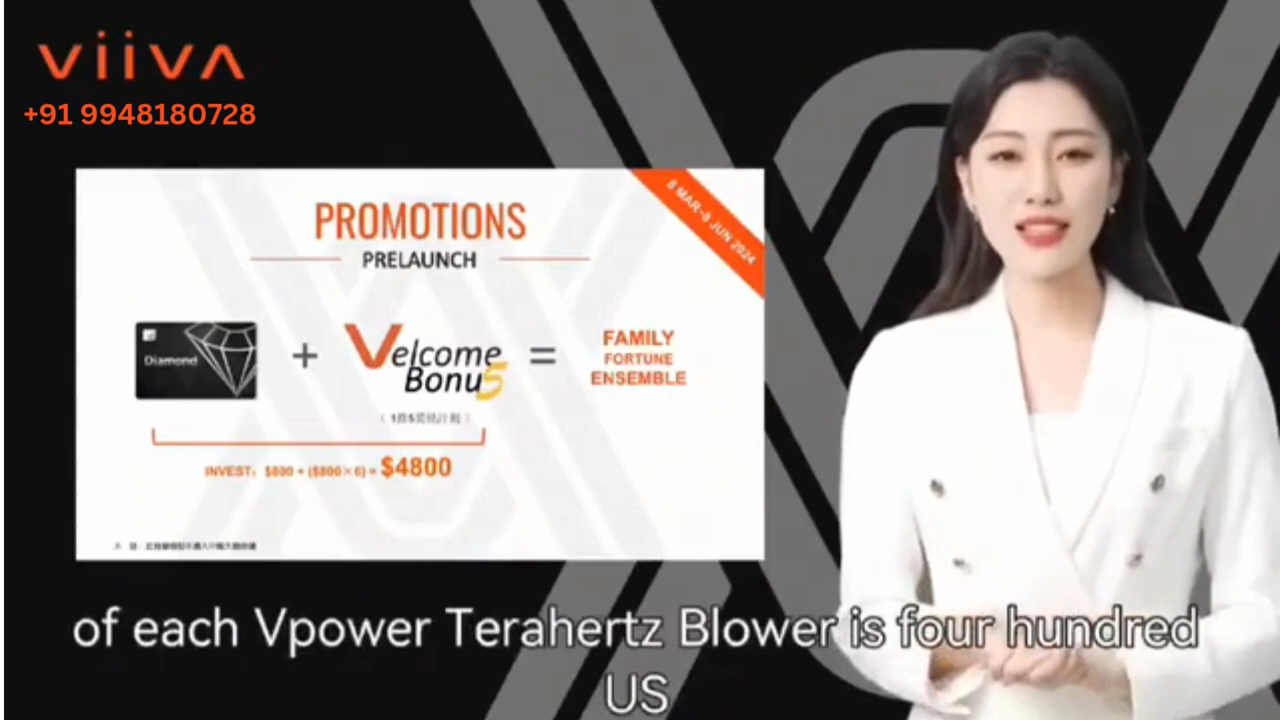 viiva
+91 9948180728
8 MAR-8 JUN 2024
PROMOTIONS
PRELAUNCH
Diamond
+
Velcome
Bonu5
=
FAMILY
FORTUNE
ENSEMBLE
INVEST: $800 + ($800×6) = $4800
of each Vpower Terahertz Blower is four hundred
US